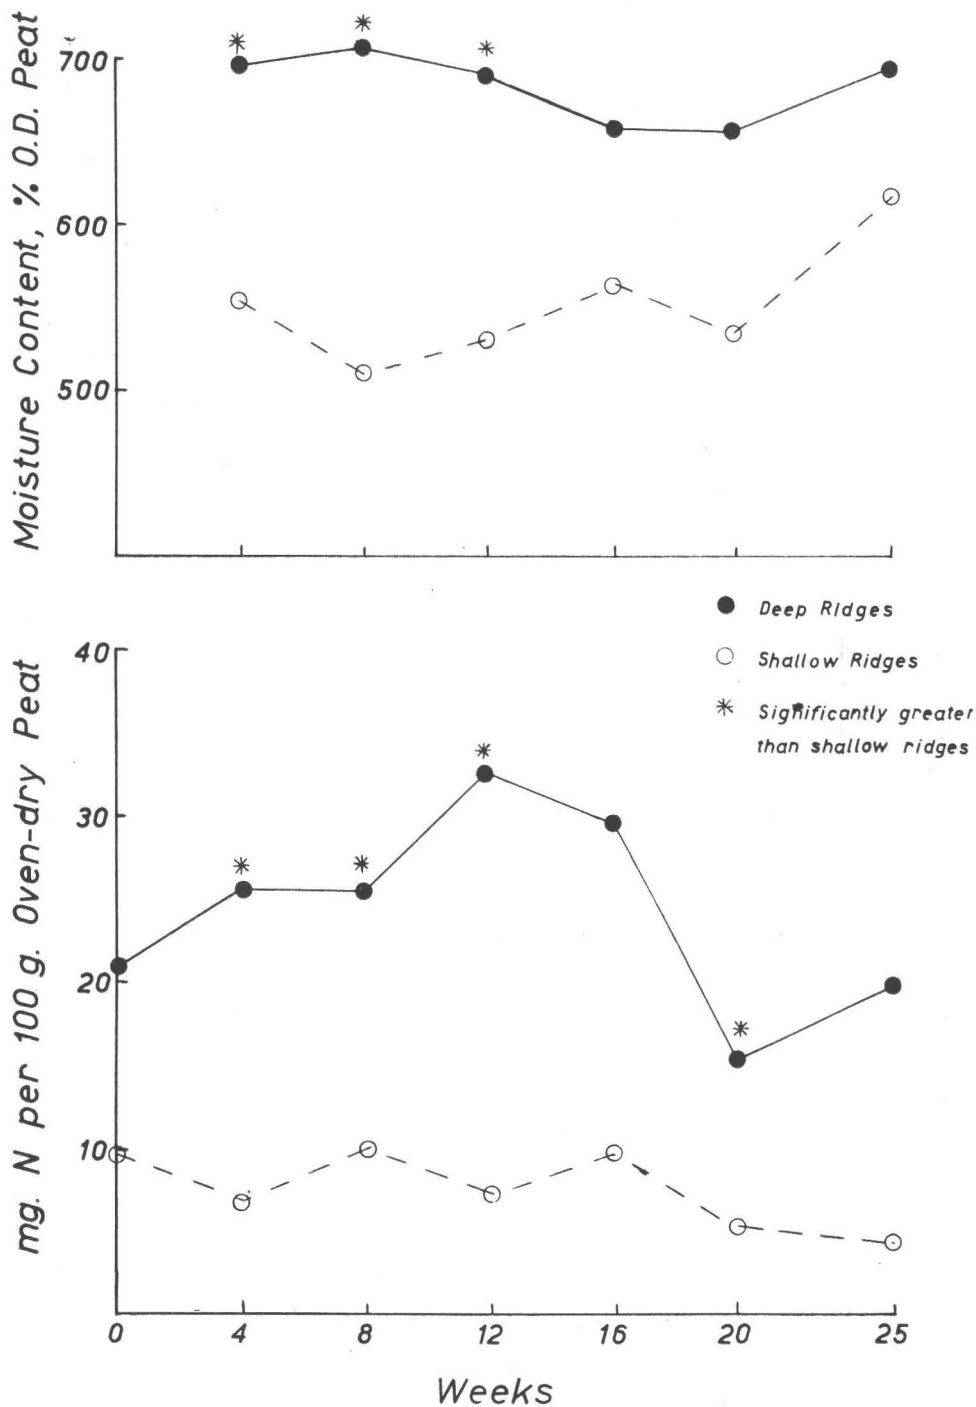 Moisture Content, % O.D. Peat
700
600
500
* * *
● Deep Ridges
○ Shallow Ridges
* Significantly greater
than shallow ridges
mg. N per 100 g. Oven-dry Peat
40
30
20
10
* * * *
0 4 8 12 16 20 25
Weeks